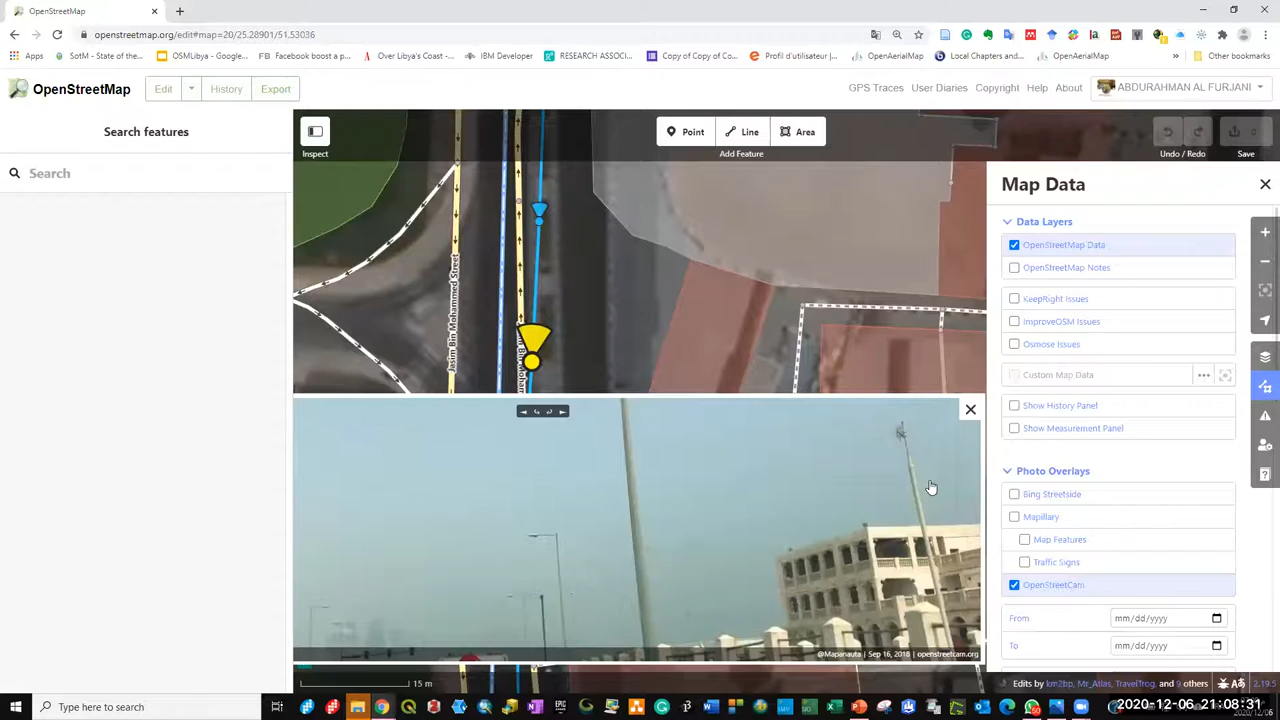 OpenStreetMap
openstreetmap.org/edit#map=20/25.28901/51.53036
Apps
SotM - State of the...
OSMLibya - Google...
Facebook boost a p...
Over Libya's Coast -...
IBM Developer
RESEARCH ASSOCI...
Copy of Copy of Co...
Profil d'utilisateur |...
OpenAerialMap
Local Chapters and...
OpenAerialMap
»
Other bookmarks
OpenStreetMap
Edit
History
Export
GPS Traces
User Diaries
Copyright
Help
About
ABDURAHMAN AL FURJANI
Search features
Search
Inspect
Point
Line
Area
Add Feature
Undo / Redo
0
Save
Jasim Bin Mohammed Street
Map Data
Data Layers
OpenStreetMap Data
OpenStreetMap Notes
KeepRight Issues
ImproveOSM Issues
Osmose Issues
Custom Map Data
Show History Panel
Show Measurement Panel
Photo Overlays
Bing Streetside
Mapillary
Map Features
Traffic Signs
OpenStreetCam
From
mm/dd/yyyy
To
mm/dd/yyyy
@Mapanauta | Sep 16, 2018 | openstreetcam.org
15 m
Edits by km2bp, Mr_Atlas, TravelTrog, and 9 others
2.19.5
Type here to search
2020-12-06 21:08:31